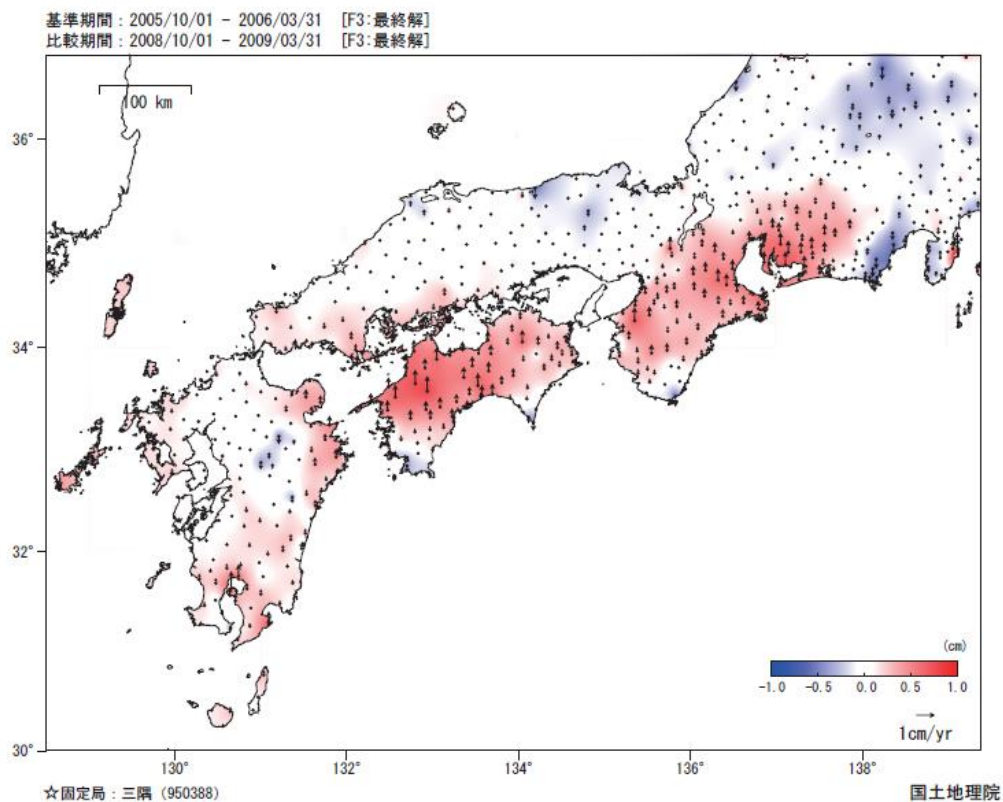 基準期間：2005/10/01 - 2006/03/31 [F3:最終解]
比較期間：2008/10/01 - 2009/03/31 [F3:最終解]
100 km
36°
34°
32°
30°
(cm)
-1.0 -0.5 0.0 0.5 1.0
1cm/yr
130° 132° 134° 136° 138°
☆固定局：三隅 (950388)
国土地理院